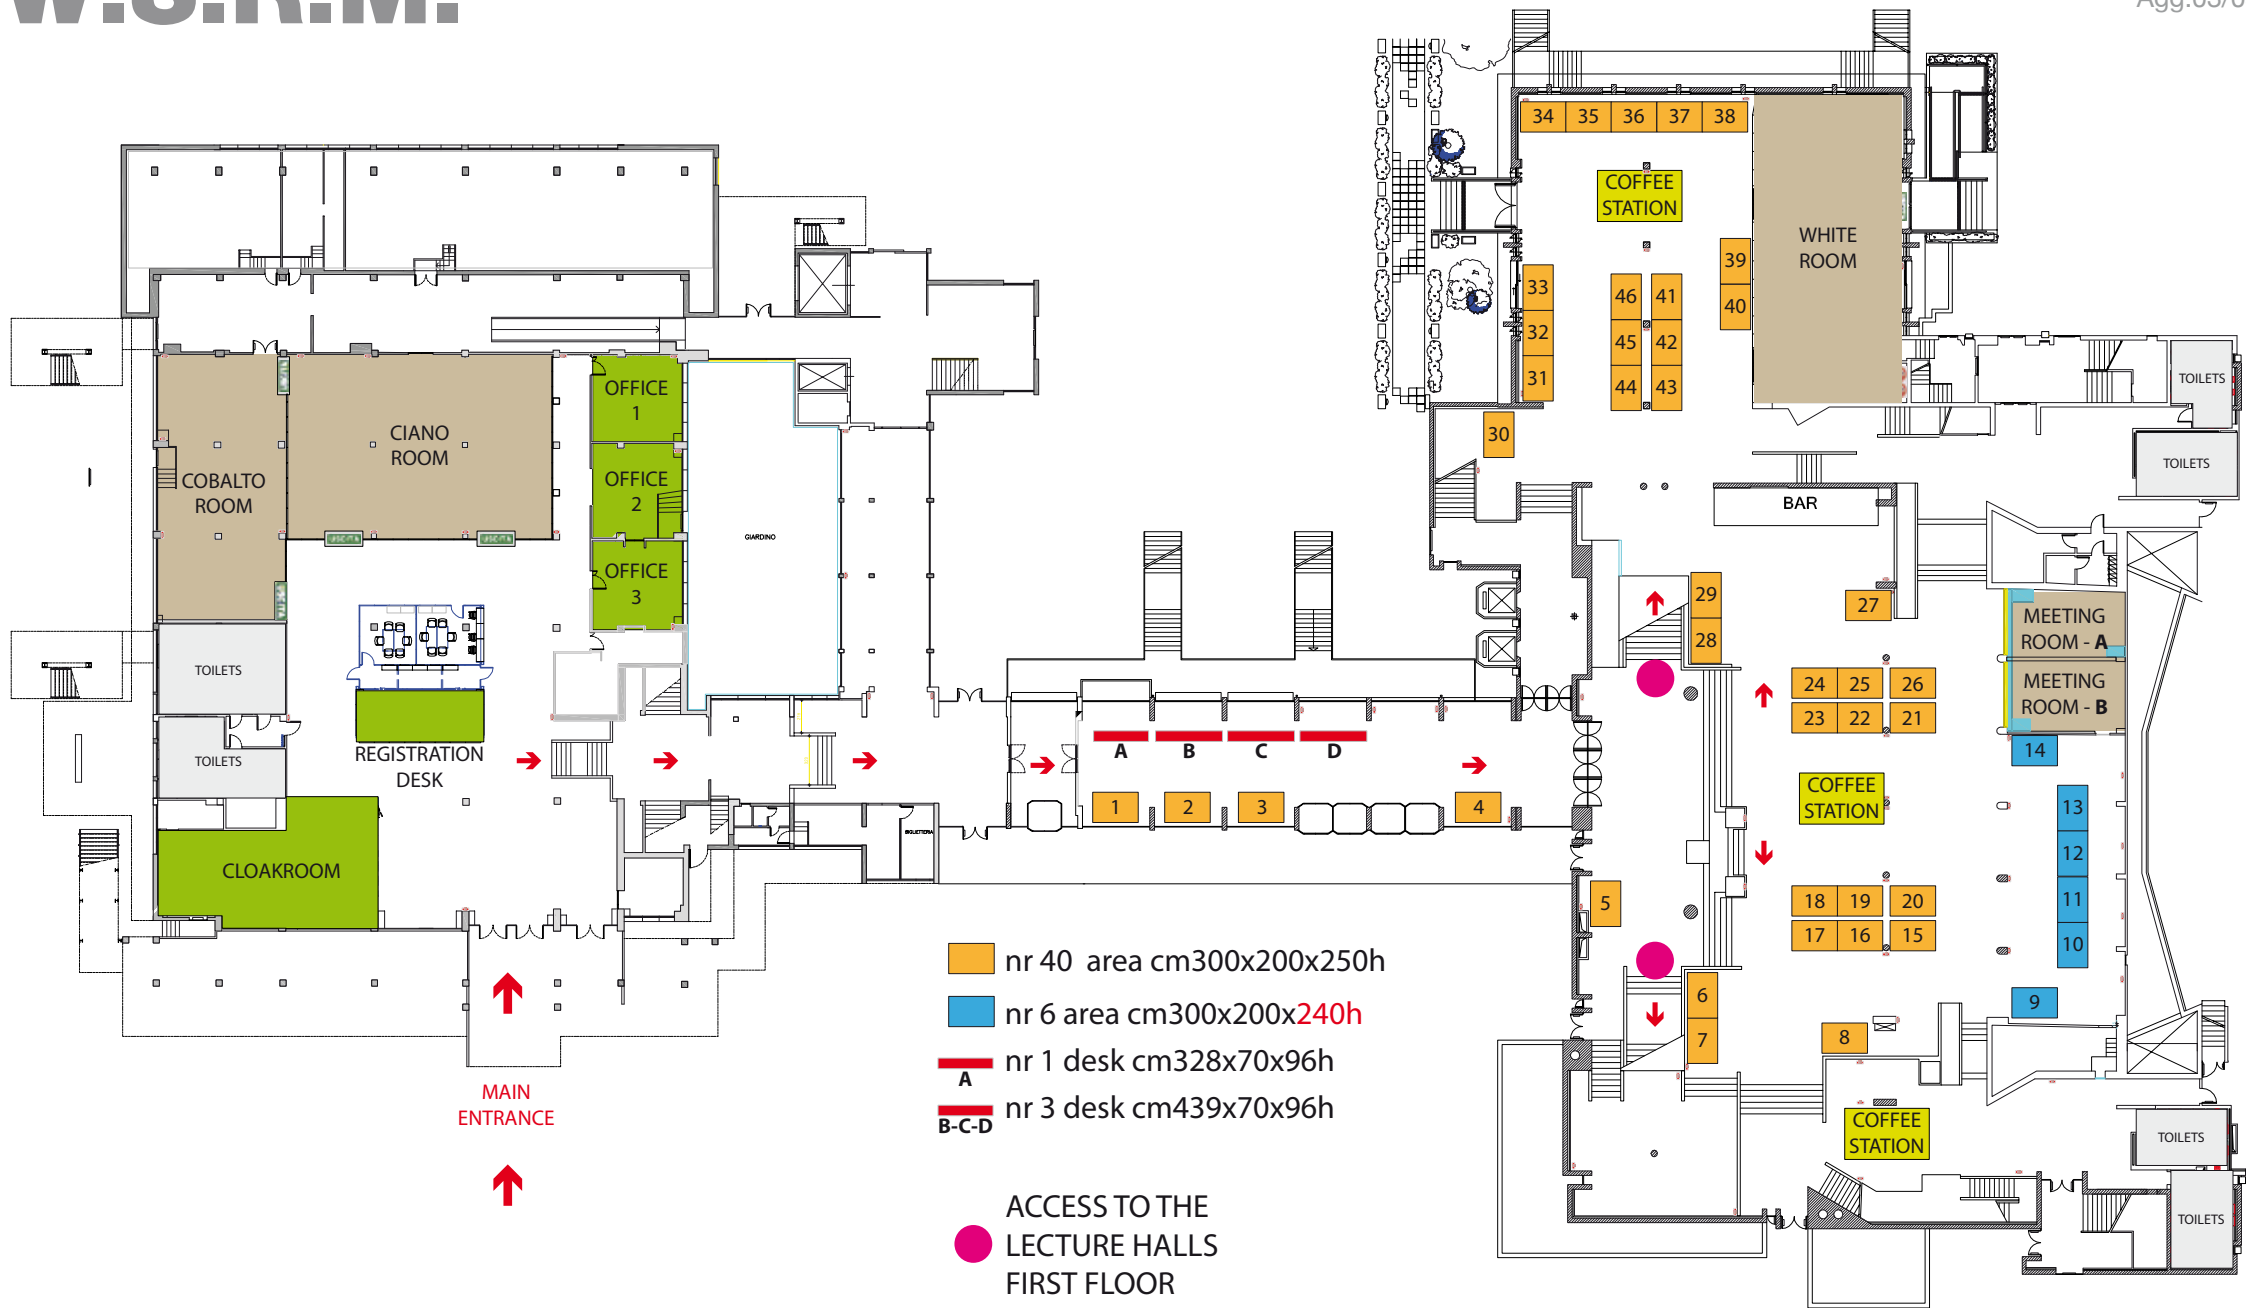 W.S.R.M.
34 35 36 37 38
COFFEE
STATION
WHITE
ROOM
39
40
33
32
31
46 41
45 42
44 43
30
TOILETS
TOILETS
BAR
OFFICE
1
OFFICE
2
OFFICE
3
CIANO
ROOM
COBALTO
ROOM
GIARDINO
TOILETS
TOILETS
REGISTRATION
DESK
CLOAKROOM
BIGLIETTERIA
A B C D
1 2 3 4
29
28
27
MEETING
ROOM - A
MEETING
ROOM - B
24 25 26
23 22 21
14
COFFEE
STATION
13
12
11
10
18 19 20
17 16 15
5
6
7
8
9
COFFEE
STATION
TOILETS
TOILETS
nr 40 area cm300x200x250h
nr 6 area cm300x200x240h
A
nr 1 desk cm328x70x96h
B-C-D
nr 3 desk cm439x70x96h
MAIN
ENTRANCE
ACCESS TO THE
LECTURE HALLS
FIRST FLOOR